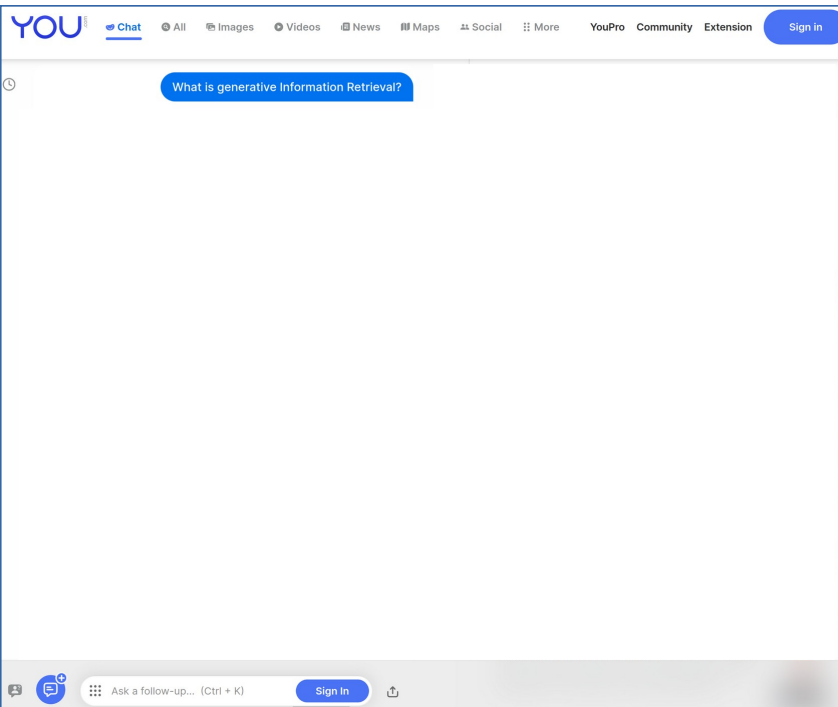 YOU Chat All Images Videos News Maps Social More YouPro Community Extension Sign in
What is generative Information Retrieval?
Ask a follow-up... (Ctrl + K) Sign In